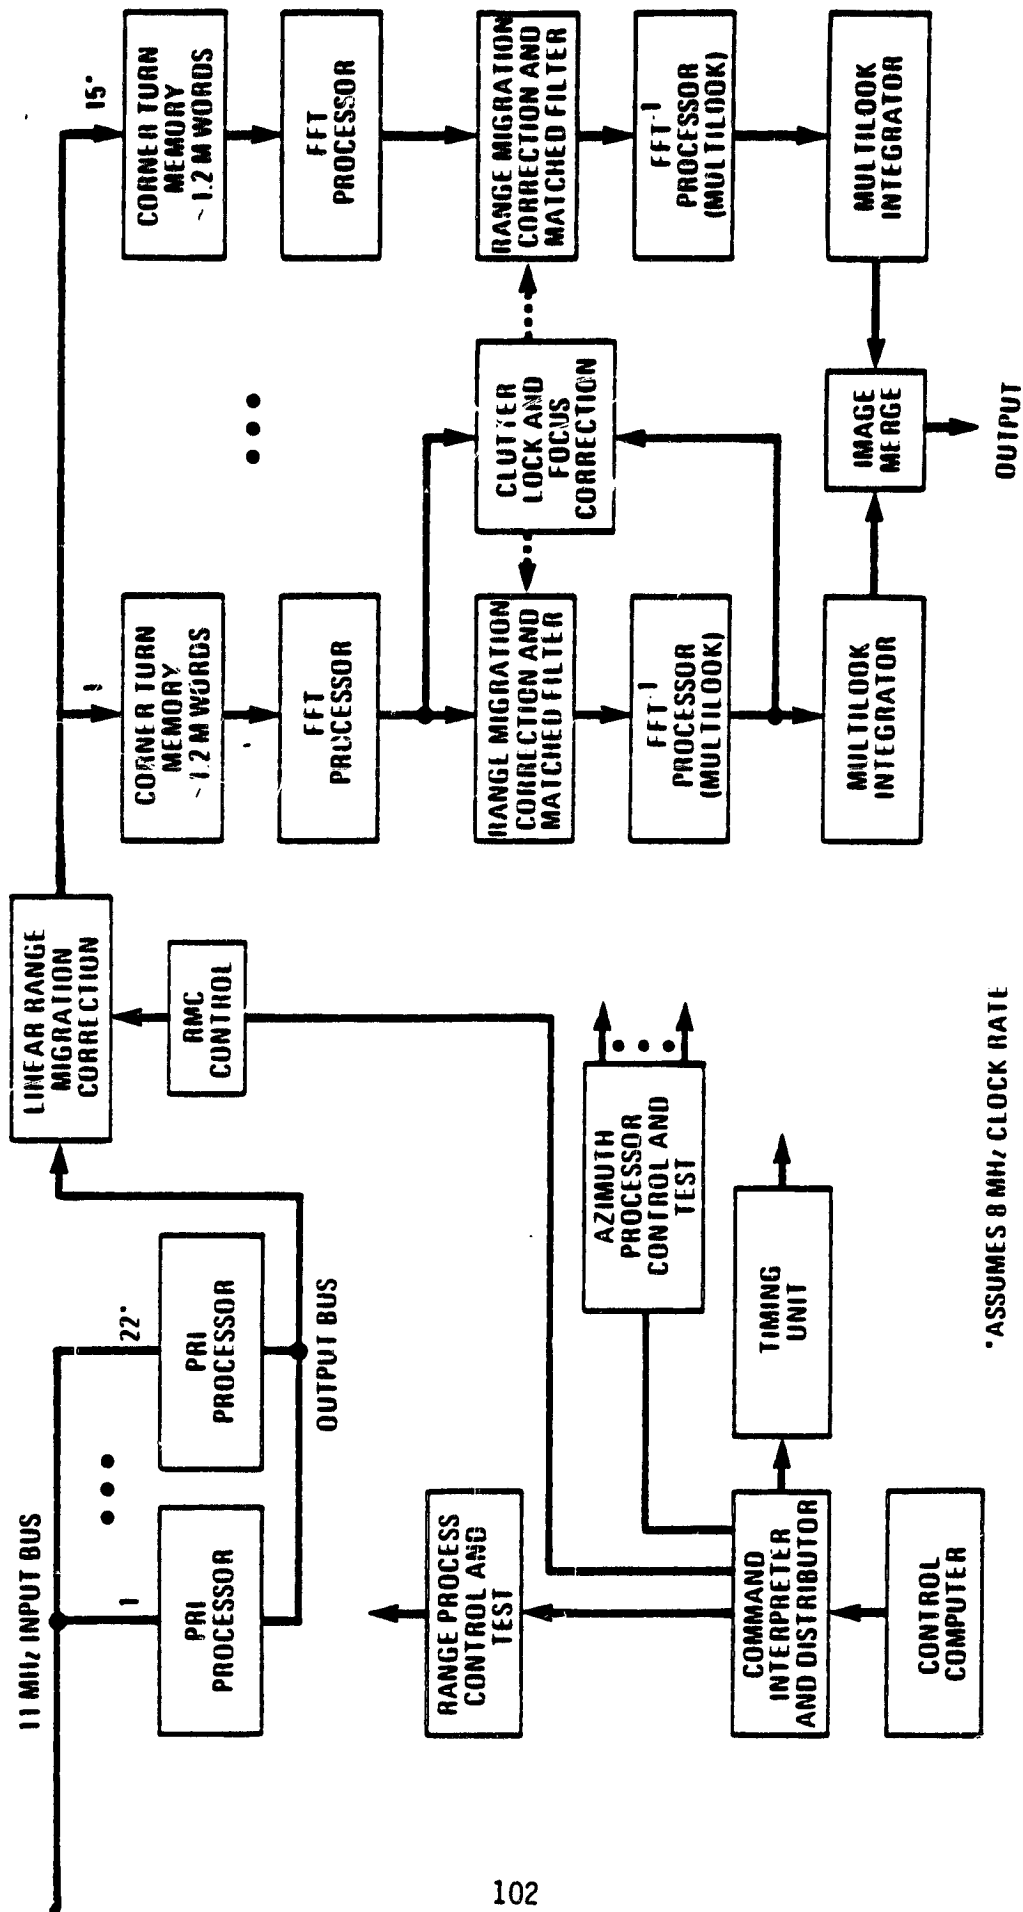 11 MHz INPUT BUS
1
22*
PRI
PROCESSOR
PRI
PROCESSOR
OUTPUT BUS
LINEAR RANGE
MIGRATION
CORRECTION
RMC
CONTROL
RANGE PROCESS
CONTROL AND
TEST
COMMAND
INTERPRETER
AND DISTRIBUTOR
CONTROL
COMPUTER
AZIMUTH
PROCESSOR
CONTROL AND
TEST
TIMING
UNIT
1
CORNER TURN
MEMORY
~1.2 M WORDS
FFT
PROCESSOR
RANGE MIGRATION
CORRECTION AND
MATCHED FILTER
FFT-1
PROCESSOR
(MULTILOOK)
MULTILOOK
INTEGRATOR
CLUTTER
LOCK AND
FOCUS
CORRECTION
IMAGE
MERGE
OUTPUT
15*
CORNER TURN
MEMORY
~1.2 M WORDS
FFT
PROCESSOR
RANGE MIGRATION
CORRECTION AND
MATCHED FILTER
FFT-1
PROCESSOR
(MULTILOOK)
MULTILOOK
INTEGRATOR
*ASSUMES 8 MHz CLOCK RATE
102